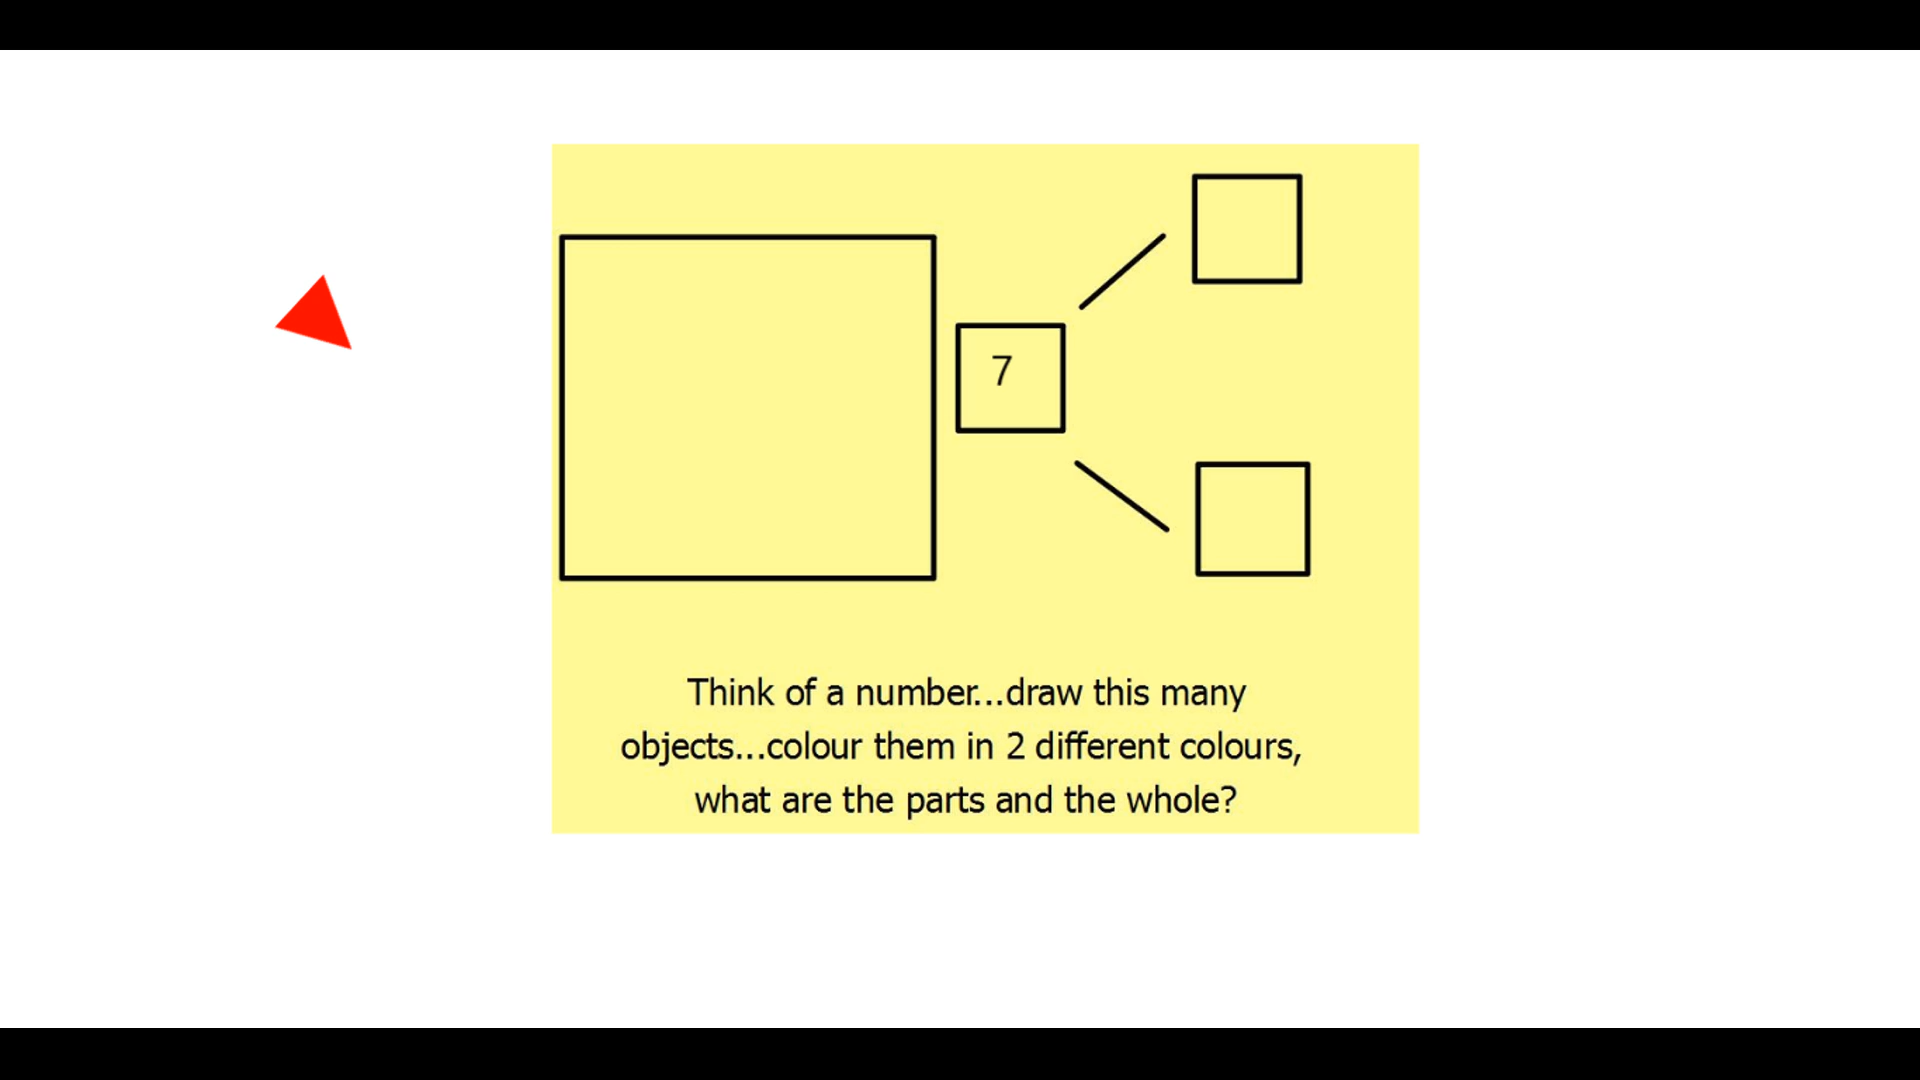 7
Think of a number...draw this many
objects...colour them in 2 different colours,
what are the parts and the whole?